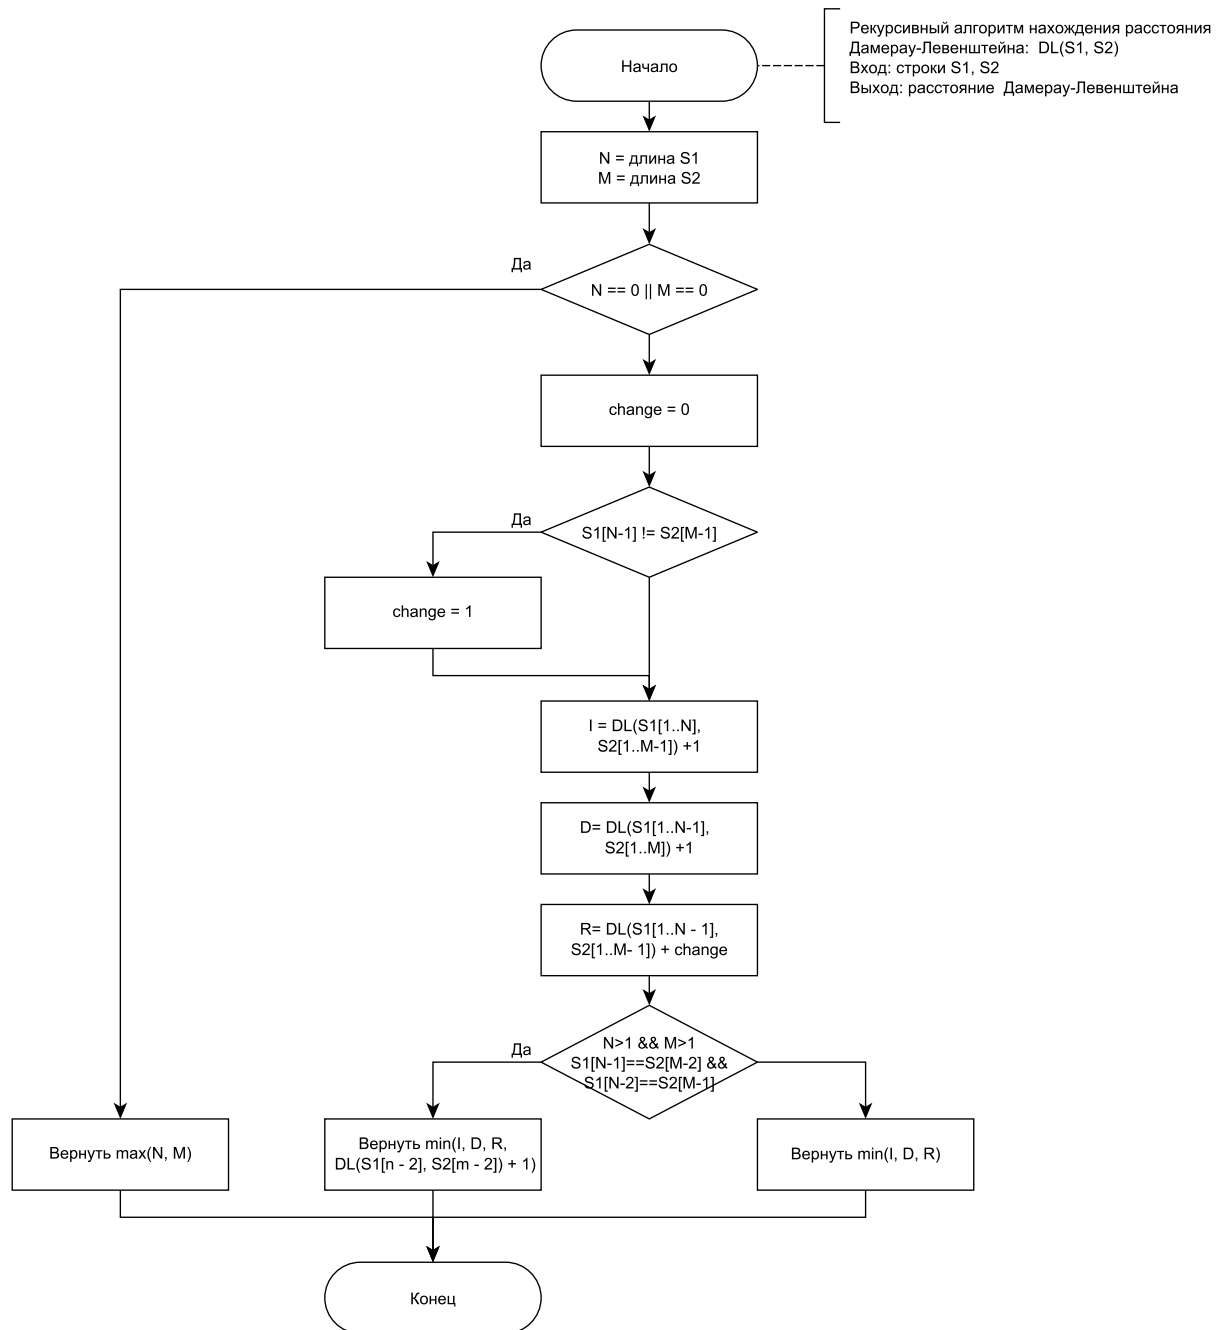 Начало
Рекурсивный алгоритм нахождения расстояния
Дамерау-Левенштейна: DL(S1, S2)
Вход: строки S1, S2
Выход: расстояние Дамерау-Левенштейна
N = длина S1
M = длина S2
Да
N == 0 || M == 0
change = 0
Да
S1[N-1] != S2[M-1]
change = 1
I = DL(S1[1..N],
S2[1..M-1]) +1
D= DL(S1[1..N-1],
S2[1..M]) +1
R= DL(S1[1..N - 1],
S2[1..M- 1]) + change
Да
N>1 && M>1
S1[N-1]==S2[M-2] &&
S1[N-2]==S2[M-1]
Вернуть max(N, M)
Вернуть min(I, D, R,
DL(S1[n - 2], S2[m - 2]) + 1)
Вернуть min(I, D, R)
Конец